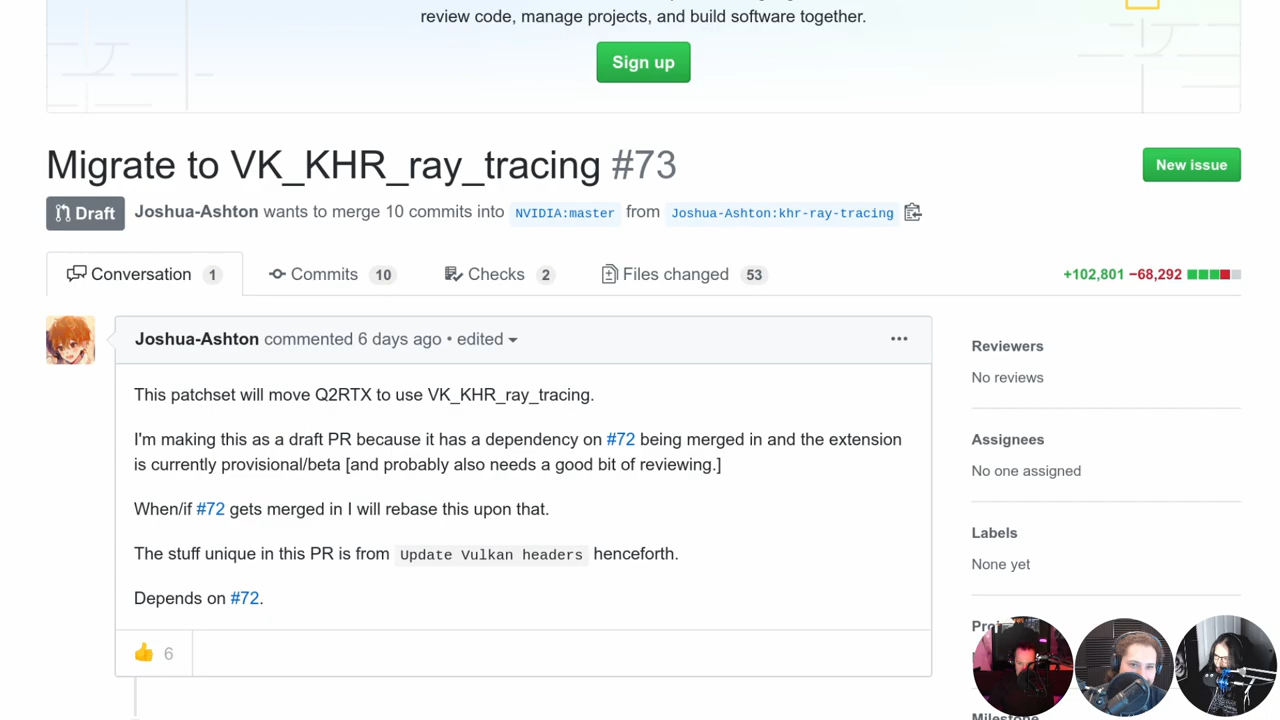 review code, manage projects, and build software together.
Sign up
Migrate to VK_KHR_ray_tracing #73
New issue
Draft Joshua-Ashton wants to merge 10 commits into NVIDIA:master from Joshua-Ashton:khr-ray-tracing
Conversation 1 Commits 10 Checks 2 Files changed 53 +102,801 −68,292
Joshua-Ashton commented 6 days ago • edited
This patchset will move Q2RTX to use VK_KHR_ray_tracing.
I'm making this as a draft PR because it has a dependency on #72 being merged in and the extension
is currently provisional/beta [and probably also needs a good bit of reviewing.]
When/if #72 gets merged in I will rebase this upon that.
The stuff unique in this PR is from Update Vulkan headers henceforth.
Depends on #72.
👍 6
Reviewers
No reviews
Assignees
No one assigned
Labels
None yet